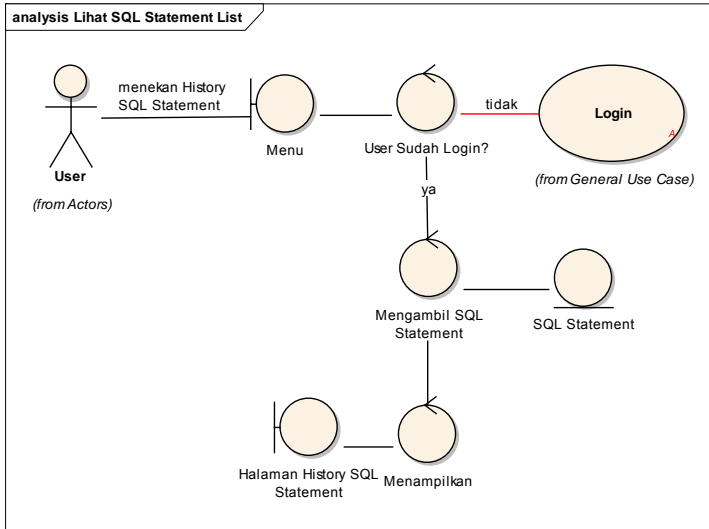 analysis Lihat SQL Statement List
menekan History
SQL Statement
tidak
Login
A
User
(from Actors)
Menu
User Sudah Login?
(from General Use Case)
ya
Mengambil SQL
Statement
SQL Statement
Halaman History SQL
Statement
Menampilkan